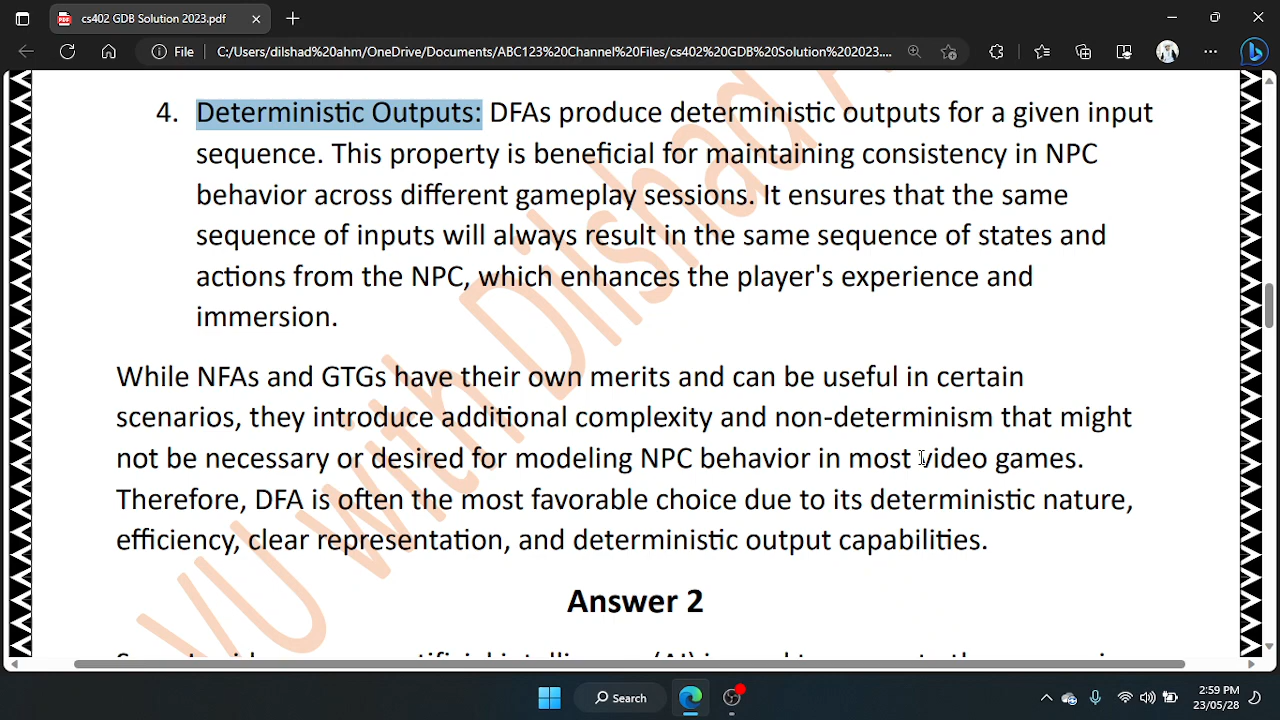 cs402 GDB Solution 2023.pdf
File
C:/Users/dilshad%20ahm/OneDrive/Documents/ABC123%20Channel%20Files/cs402%20GDB%20Solution%202023....
4. Deterministic Outputs: DFAs produce deterministic outputs for a given input
sequence. This property is beneficial for maintaining consistency in NPC
behavior across different gameplay sessions. It ensures that the same
sequence of inputs will always result in the same sequence of states and
actions from the NPC, which enhances the player's experience and
immersion.
While NFAs and GTGs have their own merits and can be useful in certain
scenarios, they introduce additional complexity and non-determinism that might
not be necessary or desired for modeling NPC behavior in most video games.
Therefore, DFA is often the most favorable choice due to its deterministic nature,
efficiency, clear representation, and deterministic output capabilities.
Answer 2
VU with Dilshad A
Search
2:59 PM
23/05/28